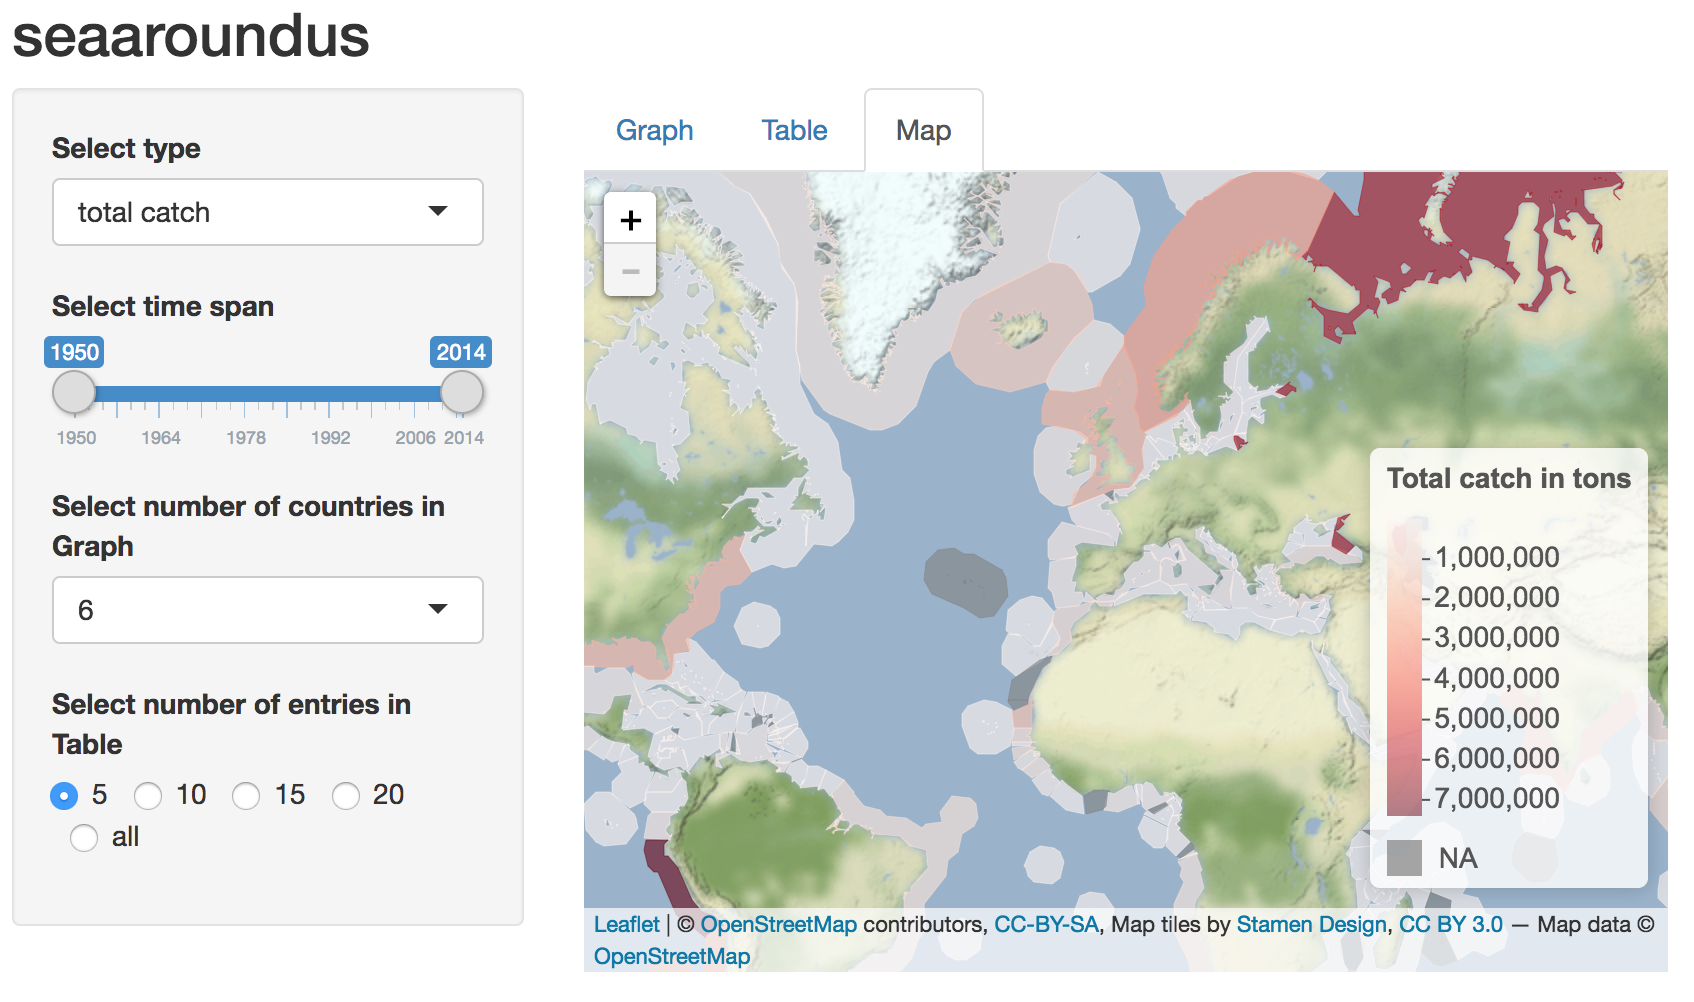 seaaroundus
Select type
total catch
Select time span
1950
2014
1950 1964 1978 1992 2006 2014
Select number of countries in
Graph
6
Select number of entries in
Table
5 10 15 20
all
Graph Table Map
+
−
Total catch in tons
1,000,000
2,000,000
3,000,000
4,000,000
5,000,000
6,000,000
7,000,000
NA
Leaflet | © OpenStreetMap contributors, CC-BY-SA, Map tiles by Stamen Design, CC BY 3.0 — Map data ©
OpenStreetMap